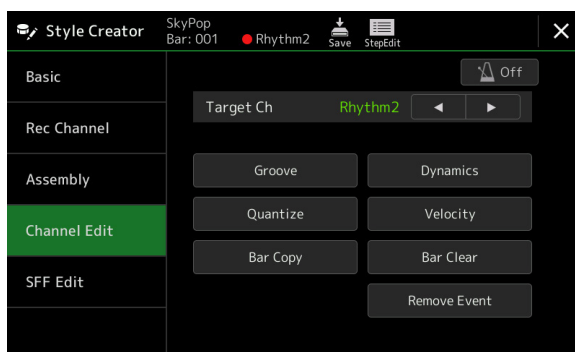 Style Creator
SkyPop
Bar: 001
Rhythm2
Save
StepEdit
Basic
Off
Target Ch Rhythm2
Rec Channel
Assembly
Groove Dynamics
Channel Edit
Quantize Velocity
Bar Copy Bar Clear
SFF Edit
Remove Event